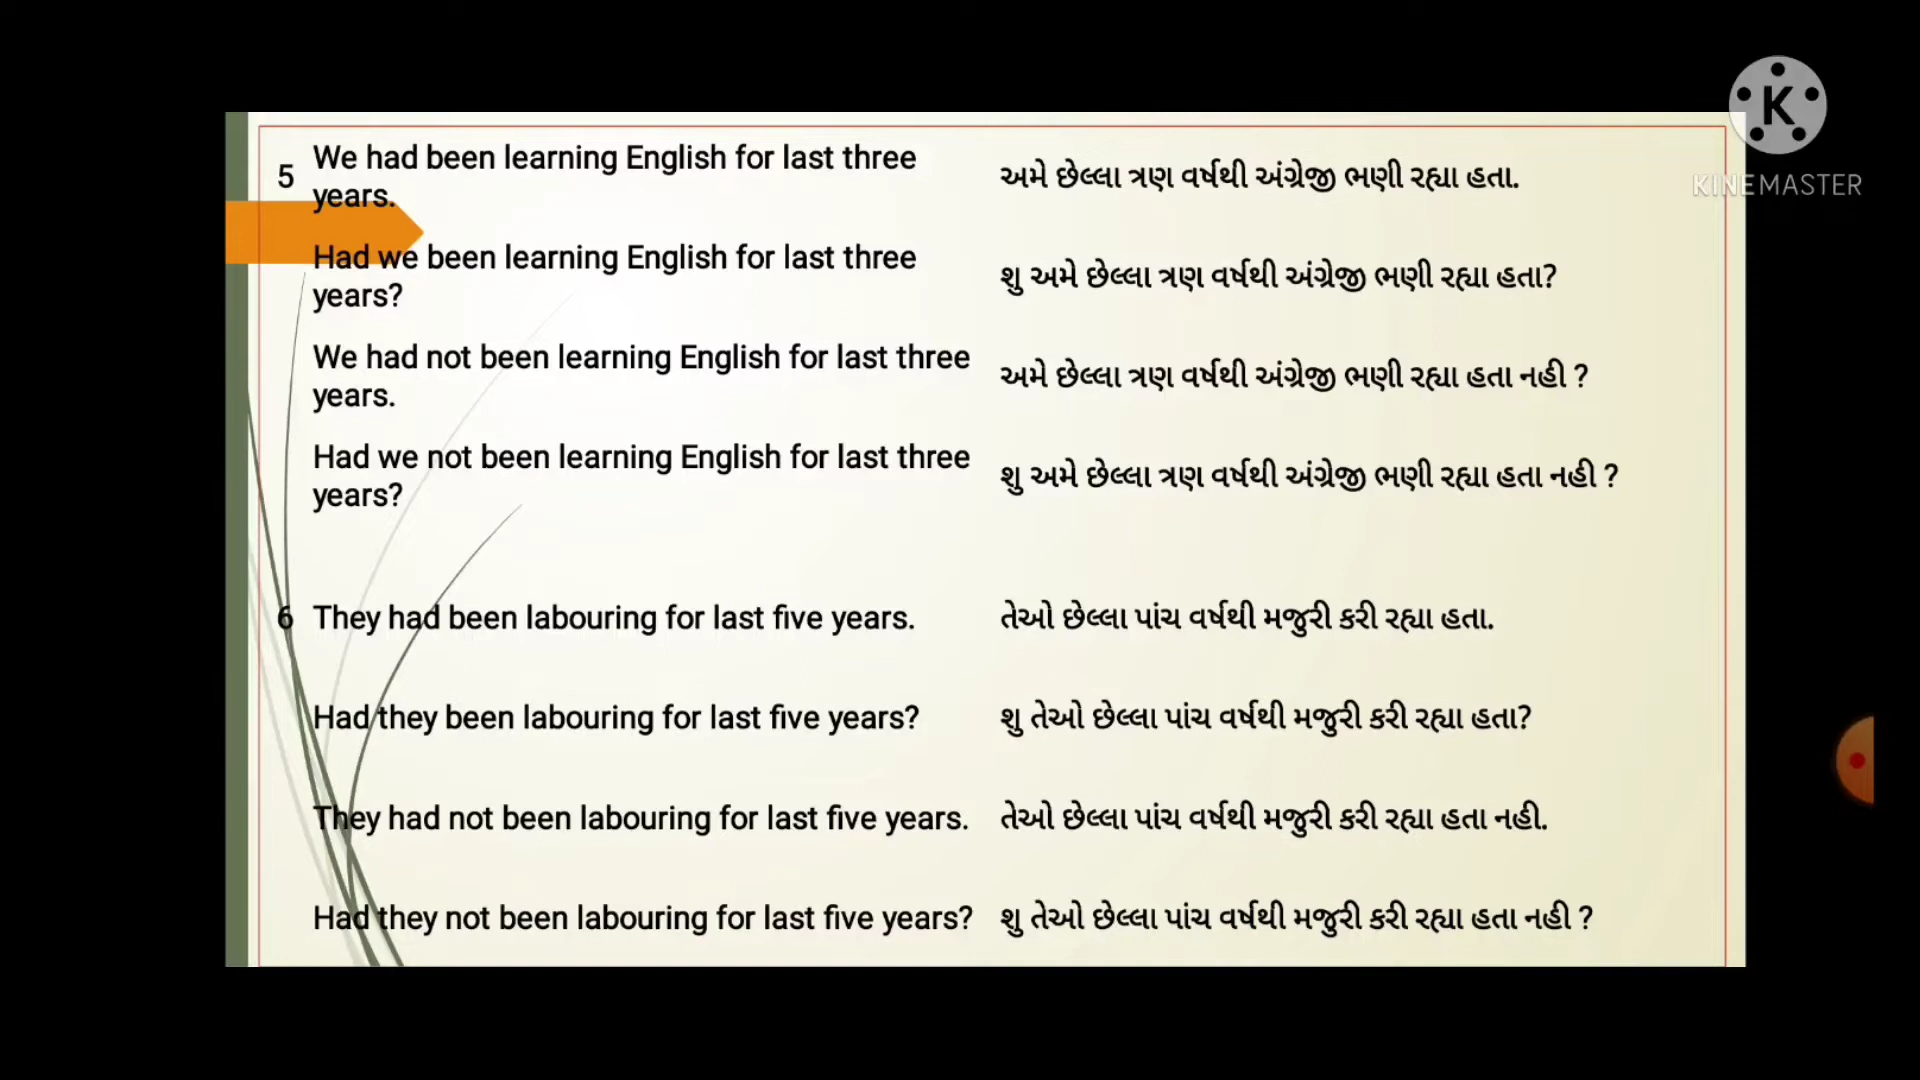 5 We had been learning English for last three
years.
અમે છેલ્લા ત્રણ વર્ષથી અંગ્રેજી ભણી રહ્યા હતા.
Had we been learning English for last three
years?
શુ અમે છેલ્લા ત્રણ વર્ષથી અંગ્રેજી ભણી રહ્યા હતા?
We had not been learning English for last three
years.
અમે છેલ્લા ત્રણ વર્ષથી અંગ્રેજી ભણી રહ્યા હતા નહી ?
Had we not been learning English for last three
years?
શુ અમે છેલ્લા ત્રણ વર્ષથી અંગ્રેજી ભણી રહ્યા હતા નહી ?
6 They had been labouring for last five years.
તેઓ છેલ્લા પાંચ વર્ષથી મજુરી કરી રહ્યા હતા.
Had they been labouring for last five years?
શુ તેઓ છેલ્લા પાંચ વર્ષથી મજુરી કરી રહ્યા હતા?
They had not been labouring for last five years.
તેઓ છેલ્લા પાંચ વર્ષથી મજુરી કરી રહ્યા હતા નહી.
Had they not been labouring for last five years?
શુ તેઓ છેલ્લા પાંચ વર્ષથી મજુરી કરી રહ્યા હતા નહી ?
K
KINEMASTER